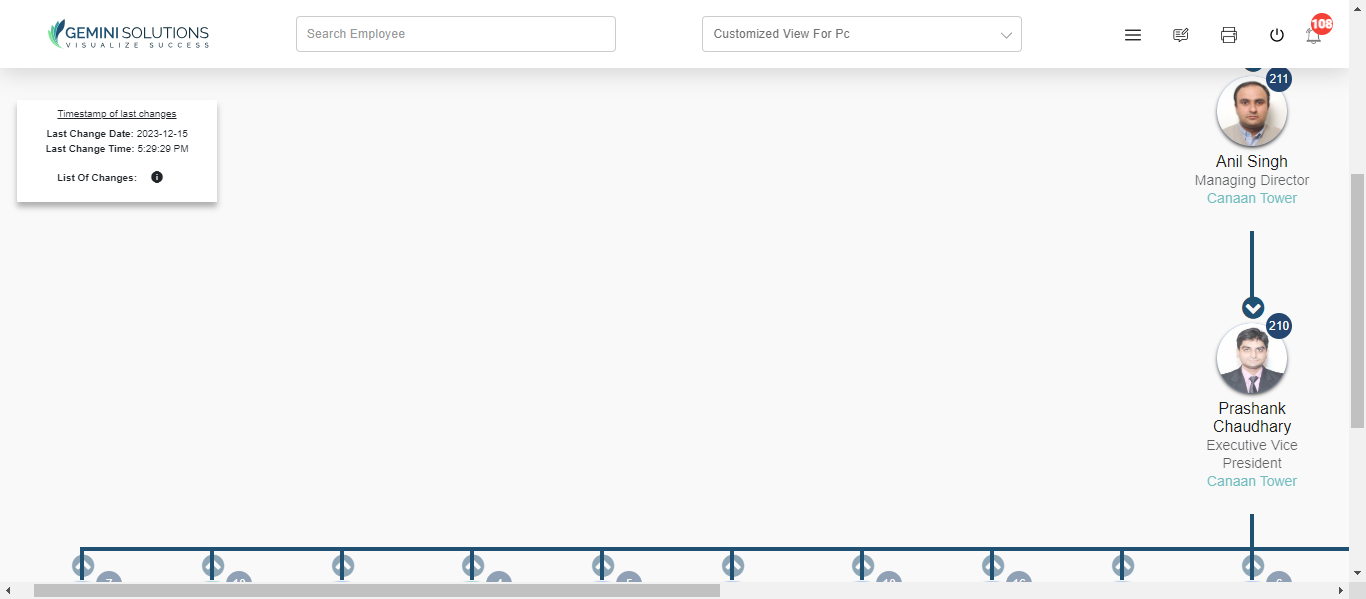 GEMINI SOLUTIONS
VISUALIZE SUCCESS
Search Employee
Customized View For Pc
108
Timestamp of last changes
Last Change Date: 2023-12-15
Last Change Time: 5:29:29 PM
List Of Changes:
211
Anil Singh
Managing Director
Canaan Tower
210
Prashank
Chaudhary
Executive Vice
President
Canaan Tower